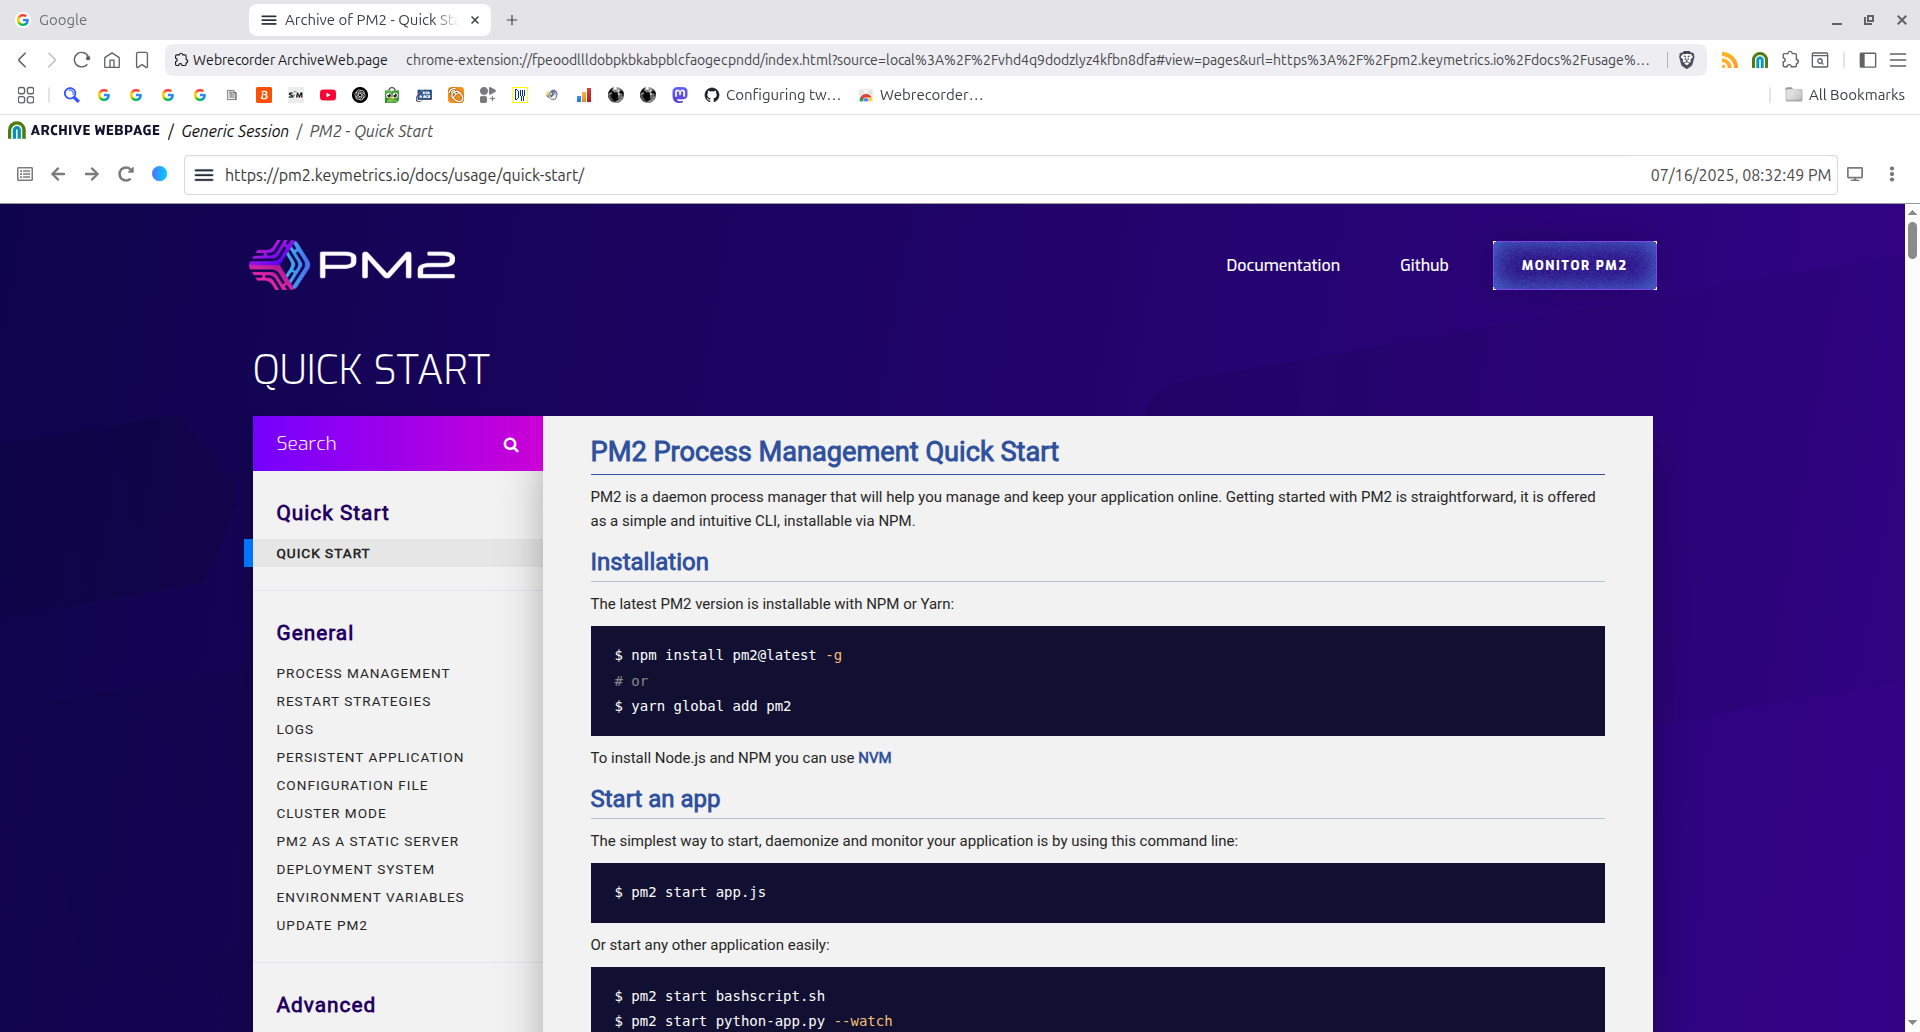 Google
Archive of PM2 - Quick Sta
Webrecorder ArchiveWeb.page
chrome-extension://fpeoodllldobpkbkabpblcfaogecpndd/index.html?source=local%3A%2F%2Fvhd4q9dodzlyz4kfbn8dfa#view=pages&url=https%3A%2F%2Fpm2.keymetrics.io%2Fdocs%2Fusage%...
Configuring tw...
Webrecorder...
All Bookmarks
ARCHIVE WEBPAGE / Generic Session / PM2 - Quick Start
https://pm2.keymetrics.io/docs/usage/quick-start/
07/16/2025, 08:32:49 PM
PM2
Documentation
Github
MONITOR PM2
QUICK START
Search
Quick Start
QUICK START
General
PROCESS MANAGEMENT
RESTART STRATEGIES
LOGS
PERSISTENT APPLICATION
CONFIGURATION FILE
CLUSTER MODE
PM2 AS A STATIC SERVER
DEPLOYMENT SYSTEM
ENVIRONMENT VARIABLES
UPDATE PM2
Advanced
PM2 Process Management Quick Start
PM2 is a daemon process manager that will help you manage and keep your application online. Getting started with PM2 is straightforward, it is offered
as a simple and intuitive CLI, installable via NPM.
Installation
The latest PM2 version is installable with NPM or Yarn:
$ npm install pm2@latest -g
# or
$ yarn global add pm2
To install Node.js and NPM you can use NVM
Start an app
The simplest way to start, daemonize and monitor your application is by using this command line:
$ pm2 start app.js
Or start any other application easily:
$ pm2 start bashscript.sh
$ pm2 start python-app.py --watch